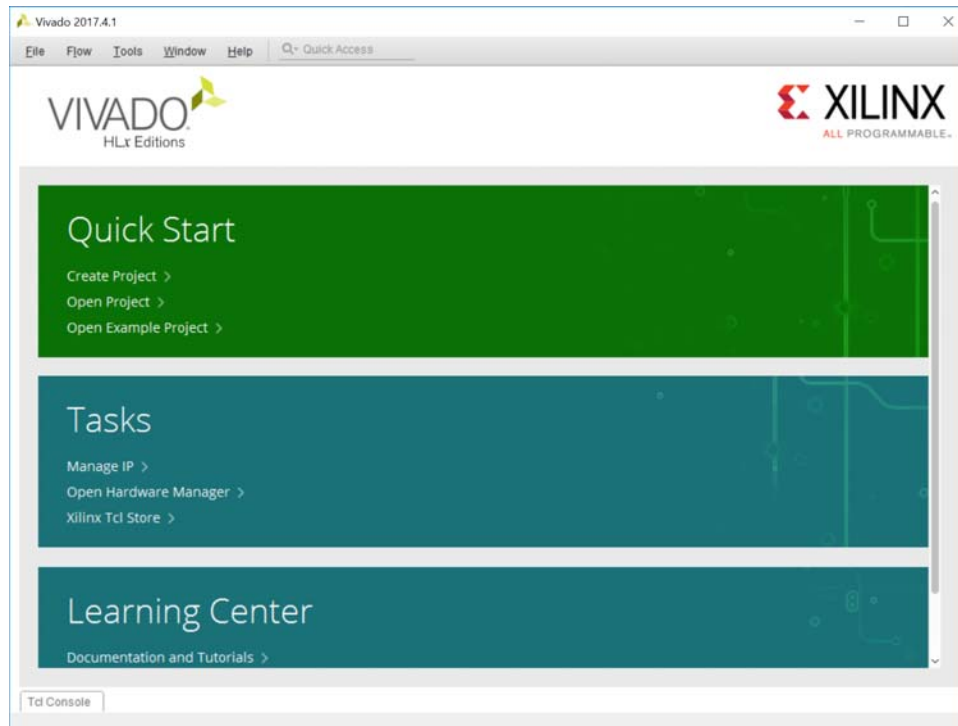 Vivado 2017.4.1
File Flow Tools Window Help Quick Access
VIVADO
HLx Editions
XILINX
ALL PROGRAMMABLE
Quick Start
Create Project >
Open Project >
Open Example Project >
Tasks
Manage IP >
Open Hardware Manager >
Xilinx Tcl Store >
Learning Center
Documentation and Tutorials >
Tcl Console